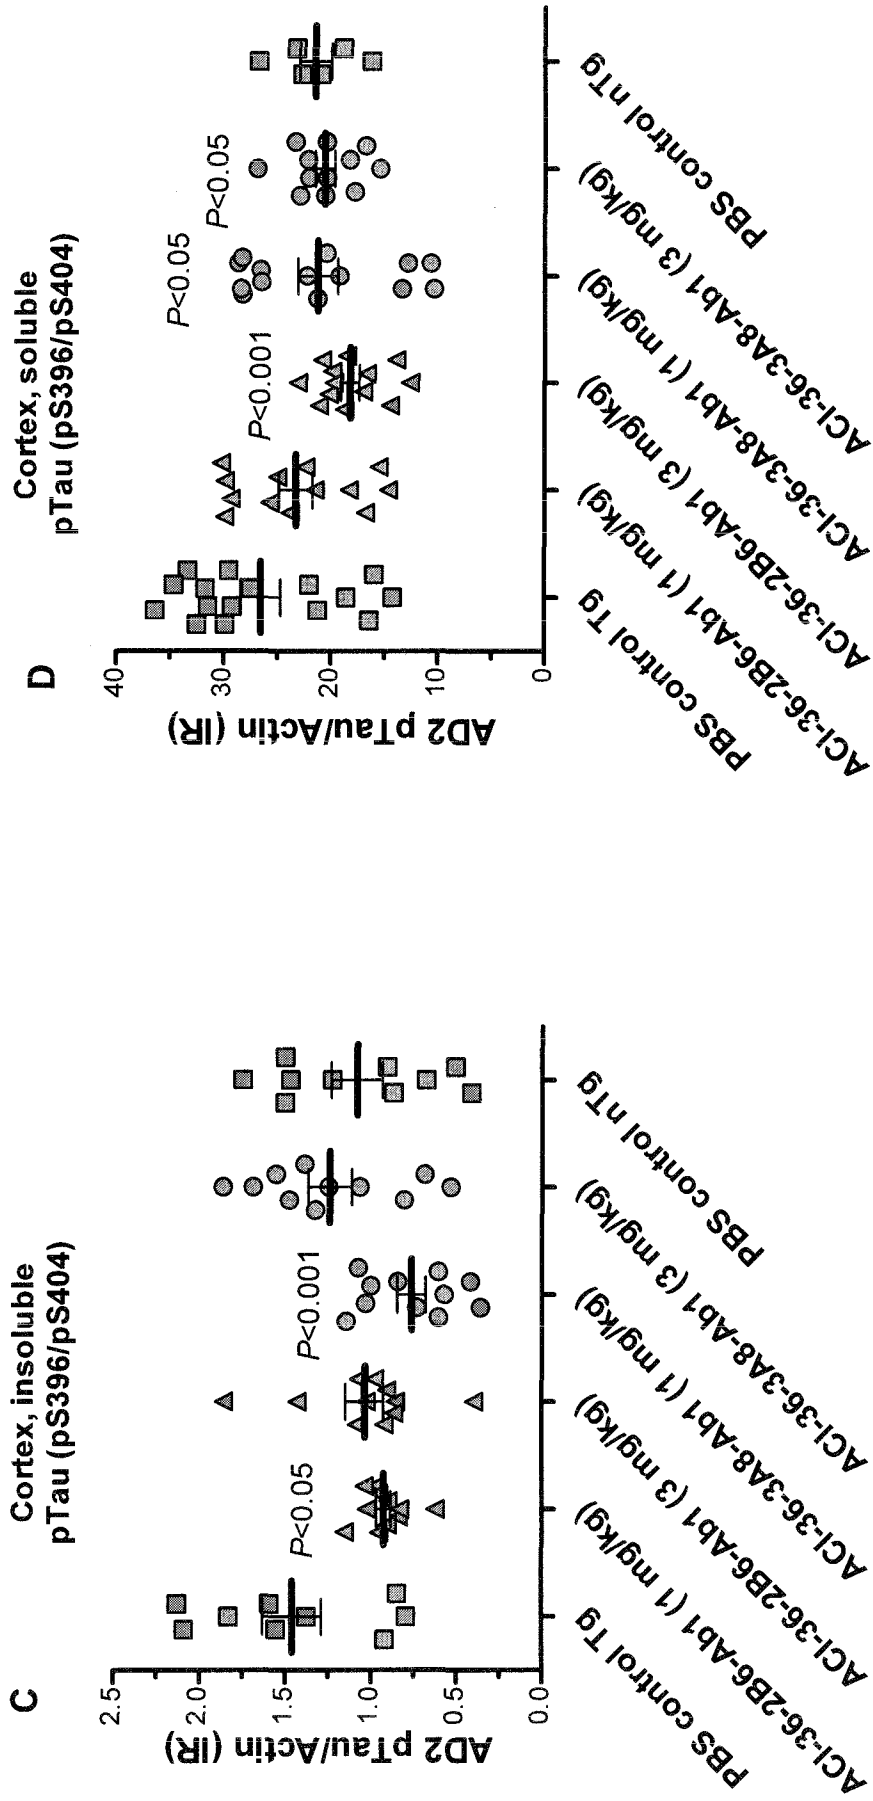 C
Cortex, insoluble
pTau (pS396/pS404)
AD2 pTau/Actin (IR)
2.5
2.0
1.5
1.0
0.5
0.0
P<0.05
P<0.001
PBS control Tg
ACI-36-2B6-Ab1 (1 mg/kg)
ACI-36-2B6-Ab1 (3 mg/kg)
ACI-36-3A8-Ab1 (1 mg/kg)
ACI-36-3A8-Ab1 (3 mg/kg)
PBS control nTg
D
Cortex, soluble
pTau (pS396/pS404)
AD2 pTau/Actin (IR)
40
30
20
10
0
P<0.001
P<0.05
P<0.05
PBS control Tg
ACI-36-2B6-Ab1 (1 mg/kg)
ACI-36-2B6-Ab1 (3 mg/kg)
ACI-36-3A8-Ab1 (1 mg/kg)
ACI-36-3A8-Ab1 (3 mg/kg)
PBS control nTg